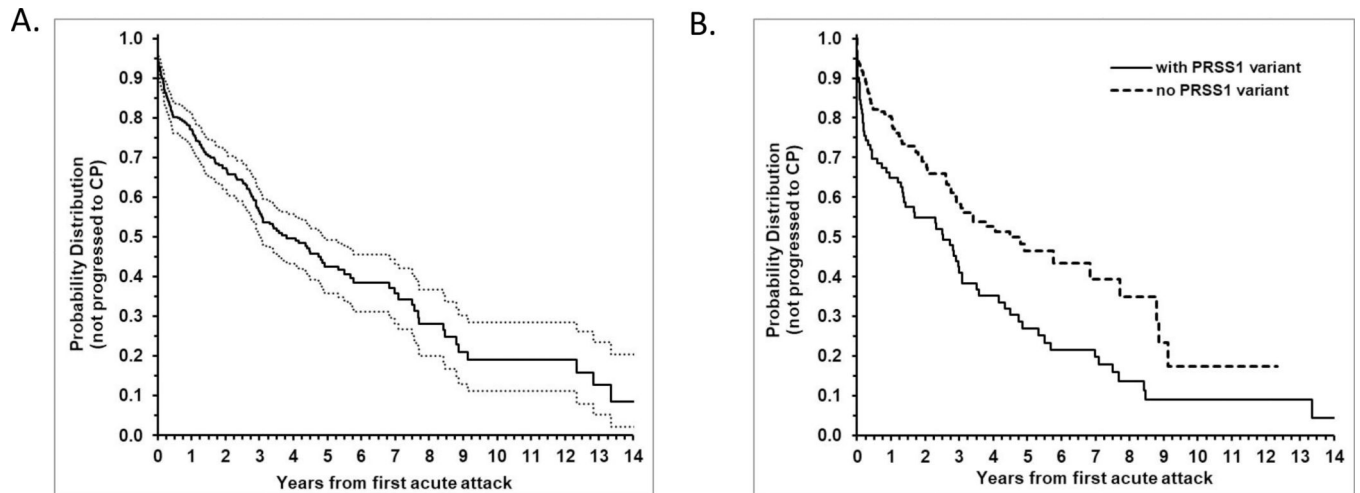 A.
Probability Distribution
(not progressed to CP)
1.0
0.9
0.8
0.7
0.6
0.5
0.4
0.3
0.2
0.1
0.0
0 1 2 3 4 5 6 7 8 9 10 11 12 13 14
Years from first acute attack
B.
Probability Distribution
(not progressed to CP)
1.0
0.9
0.8
0.7
0.6
0.5
0.4
0.3
0.2
0.1
0.0
with PRSS1 variant
no PRSS1 variant
0 1 2 3 4 5 6 7 8 9 10 11 12 13 14
Years from first acute attack